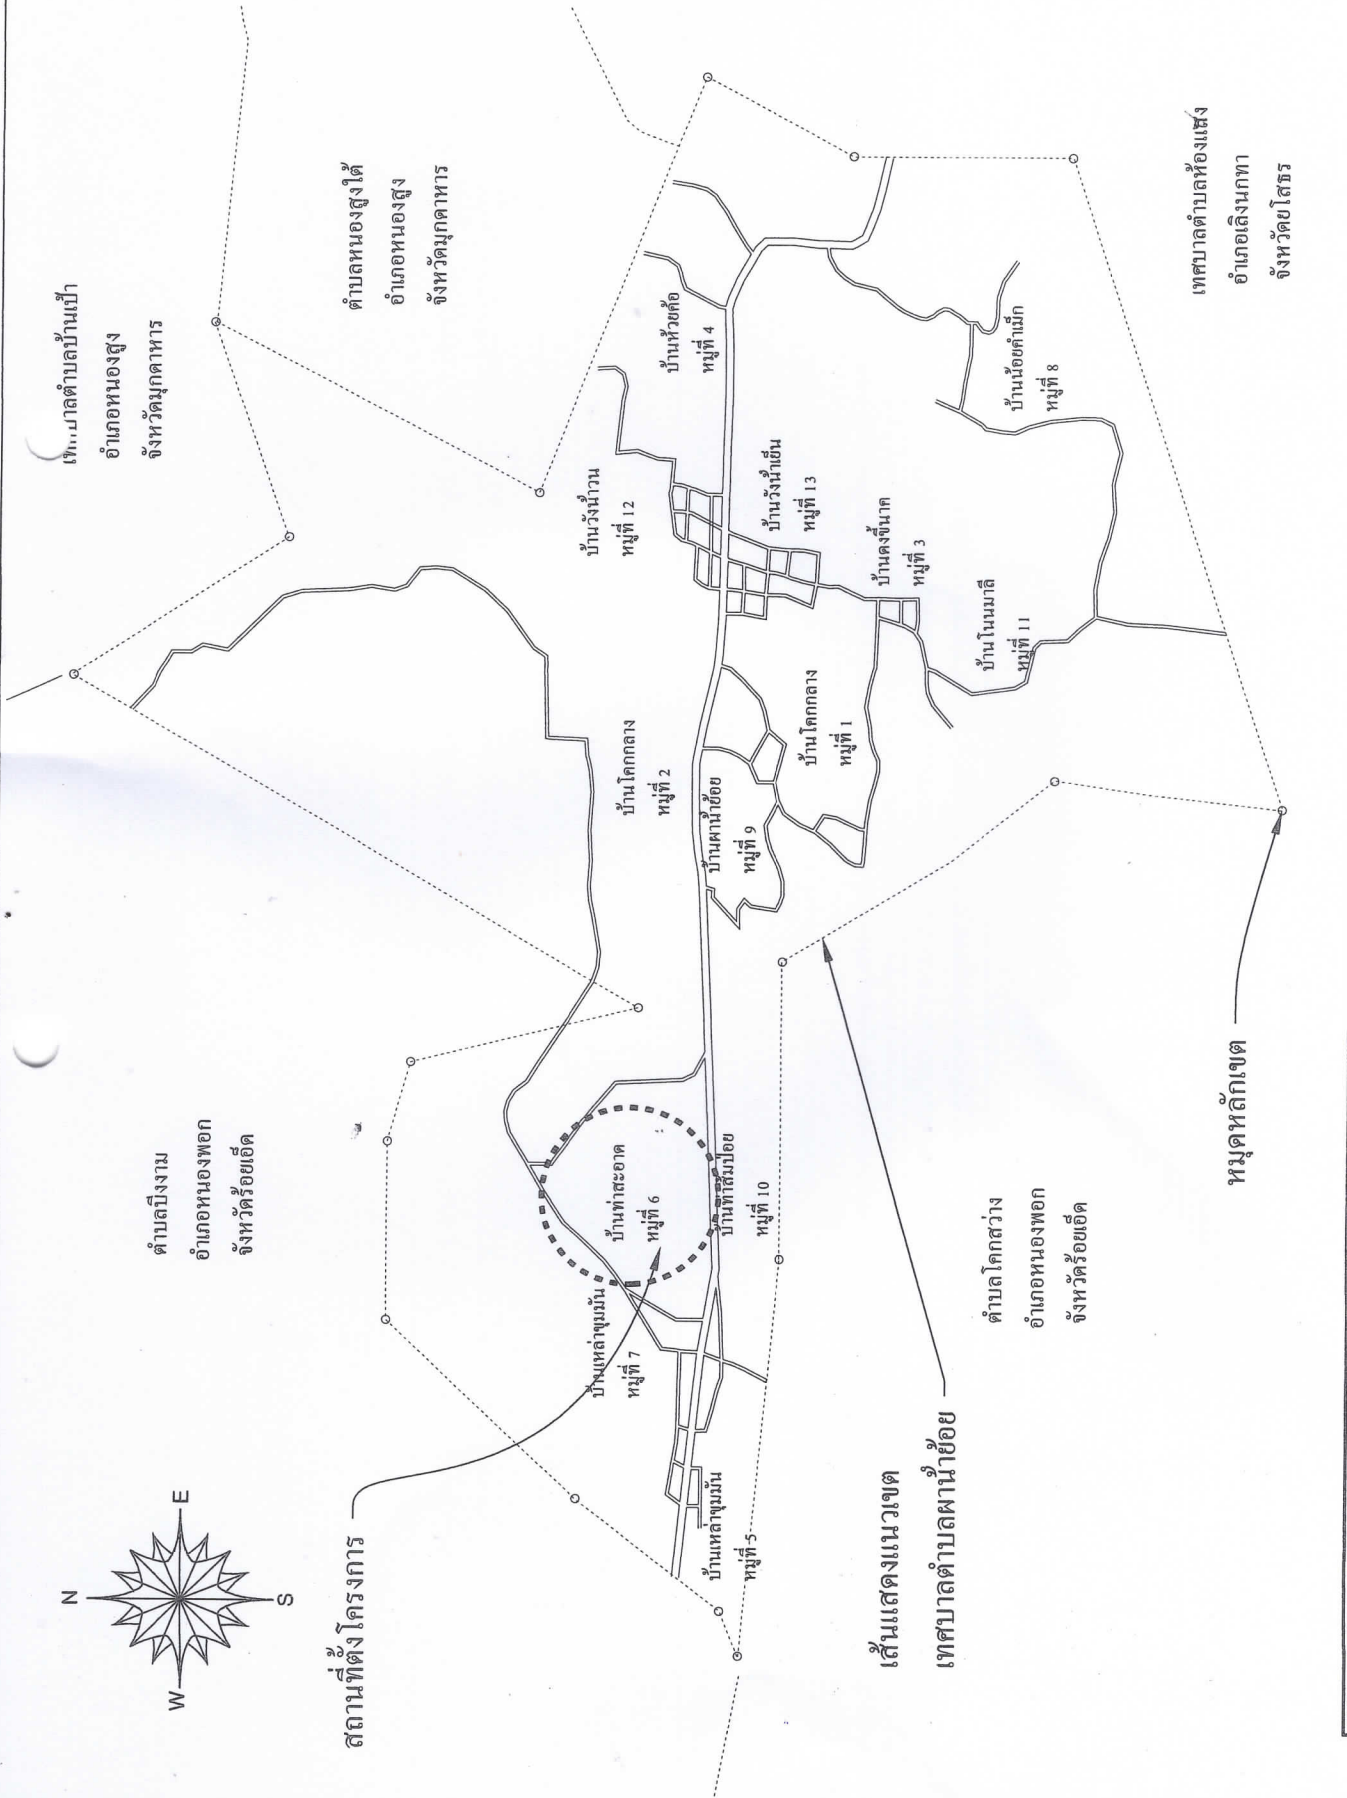 N
E
S
W
สถานที่ตั้งโครงการ
ตำบลบึงงาม
อำเภอหนองพอก
จังหวัดร้อยเอ็ด
อำเภอหนองสูง
จังหวัดมุกดาหาร
ตำบลหนองสูงใต้
อำเภอหนองสูง
จังหวัดมุกดาหาร
บ้านวังน้ำวน
หมู่ที่ 12
บ้านห้วยค้อ
หมู่ที่ 4
บ้านโคกกลาง
หมู่ที่ 2
บ้านท่าสะอาด
หมู่ที่ 6
บ้านเหล่าขุมมัน
หมู่ที่ 7
บ้านเหล่าขุมมัน
หมู่ที่ 5
บ้านท่าส้มป่อย
หมู่ที่ 10
บ้านผาน้ำย้อย
หมู่ที่ 9
บ้านโคกกลาง
หมู่ที่ 1
บ้านวังน้ำเย็น
หมู่ที่ 13
บ้านดงขี้นาค
หมู่ที่ 3
บ้านโนนมาลี
หมู่ที่ 11
บ้านน้อยคำเม็ก
หมู่ที่ 8
เส้นแสดงแนวเขต
เทศบาลตำบลผาน้ำย้อย
ตำบลโคกสว่าง
อำเภอหนองพอก
จังหวัดร้อยเอ็ด
หมุดหลักเขต
เทศบาลตำบลห้องแซง
อำเภอเลิงนกทา
จังหวัดยโสธร